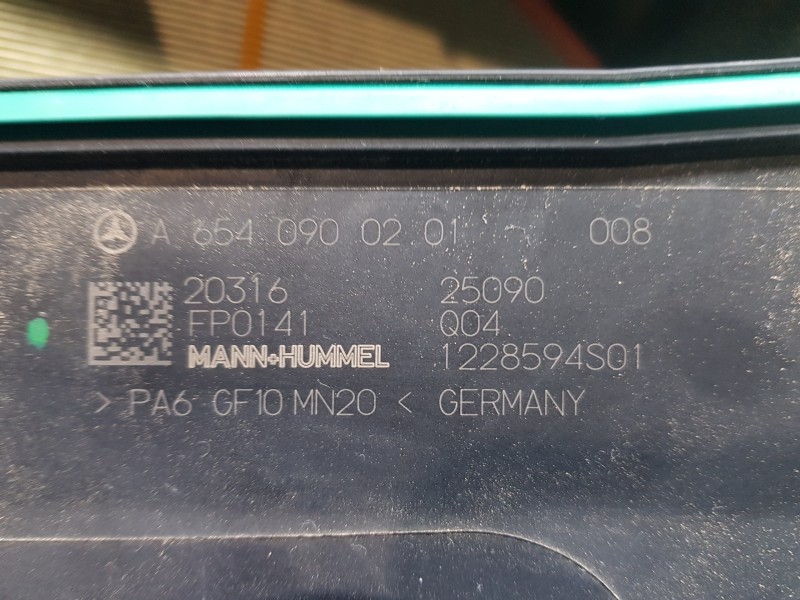 A 654 090 02 01 008
20316 25090
FP0141 Q04
MANN+HUMMEL 1228594S01
> PA6 GF10 MN20 < GERMANY